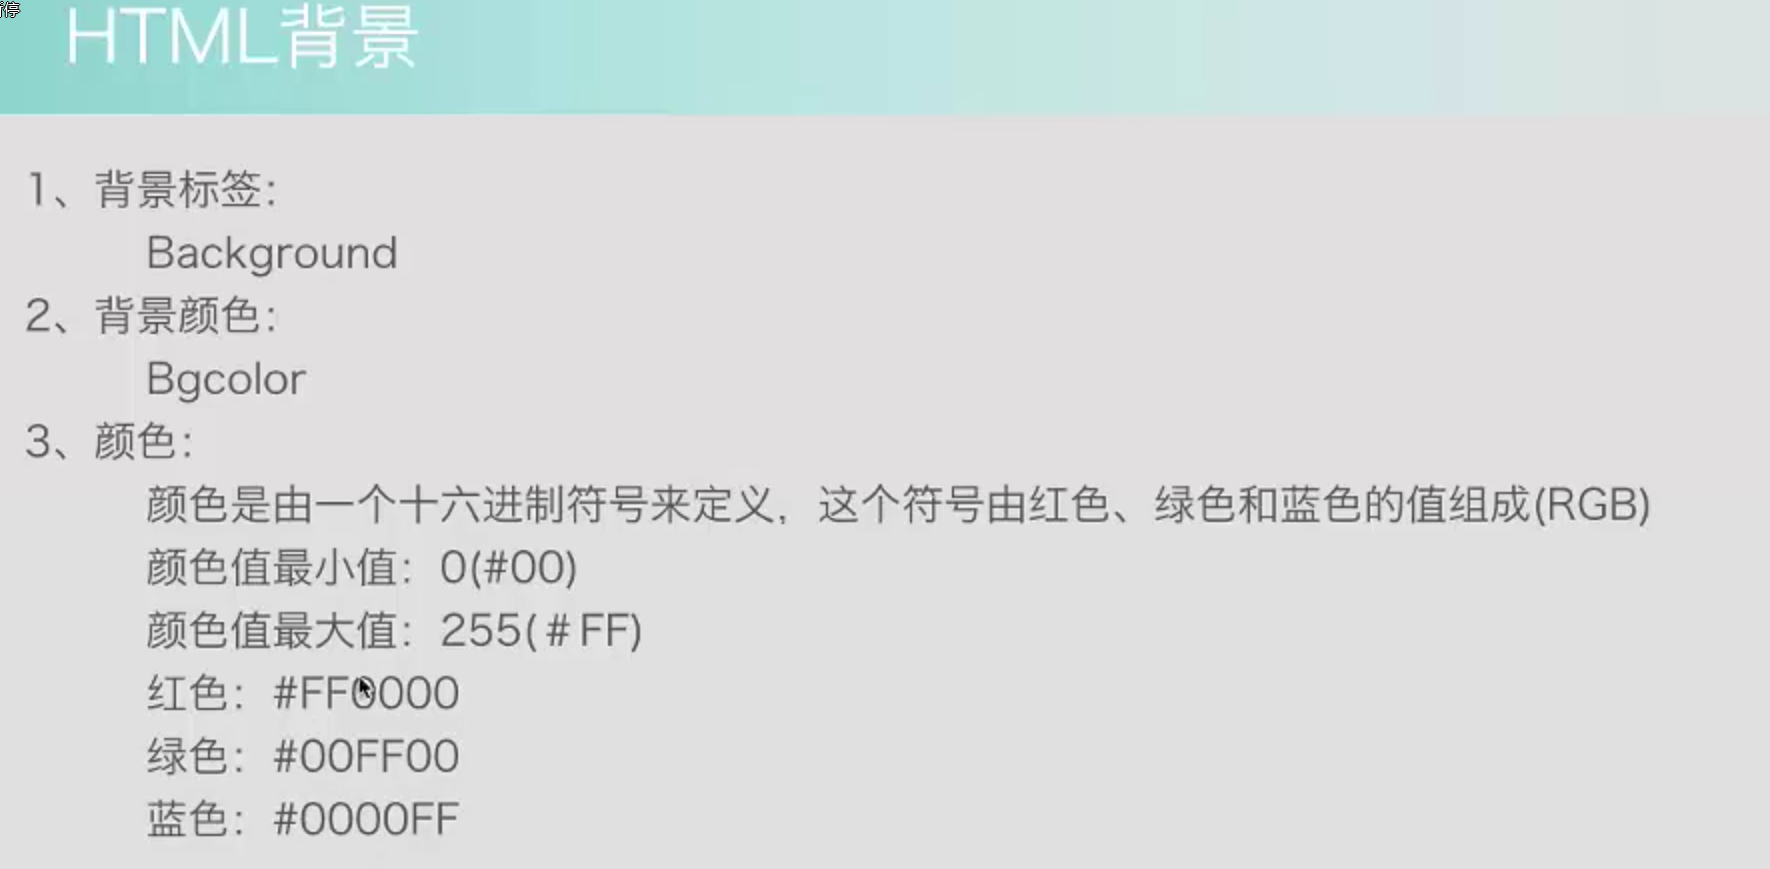 停
HTML背景
1、背景标签：
Background
2、背景颜色：
Bgcolor
3、颜色：
颜色是由一个十六进制符号来定义，这个符号由红色、绿色和蓝色的值组成(RGB)
颜色值最小值：0(#00)
颜色值最大值：255(#FF)
红色：#FF0000
绿色：#00FF00
蓝色：#0000FF